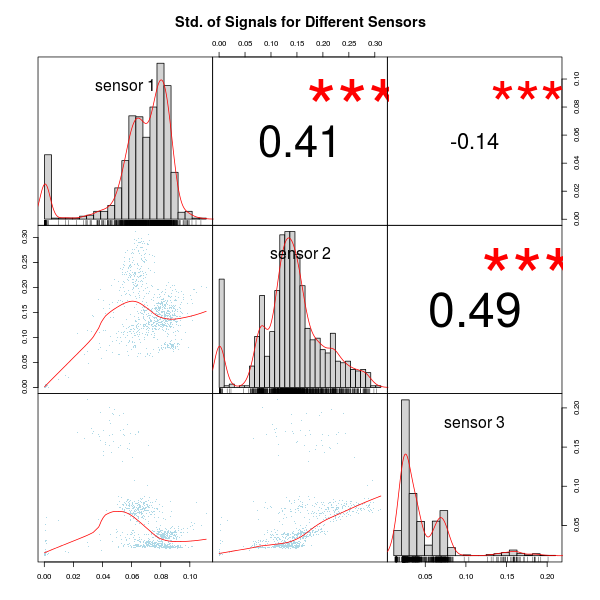 Std. of Signals for Different Sensors
0.00 0.05 0.10 0.15 0.20 0.25 0.30
sensor 1
0.41
***
-0.14
***
0.00 0.02 0.04 0.06 0.08 0.10
0.00 0.05 0.10 0.15 0.20 0.25 0.30
sensor 2
0.49
***
sensor 3
0.05 0.10 0.15 0.20
0.00 0.02 0.04 0.06 0.08 0.10
0.05 0.10 0.15 0.20